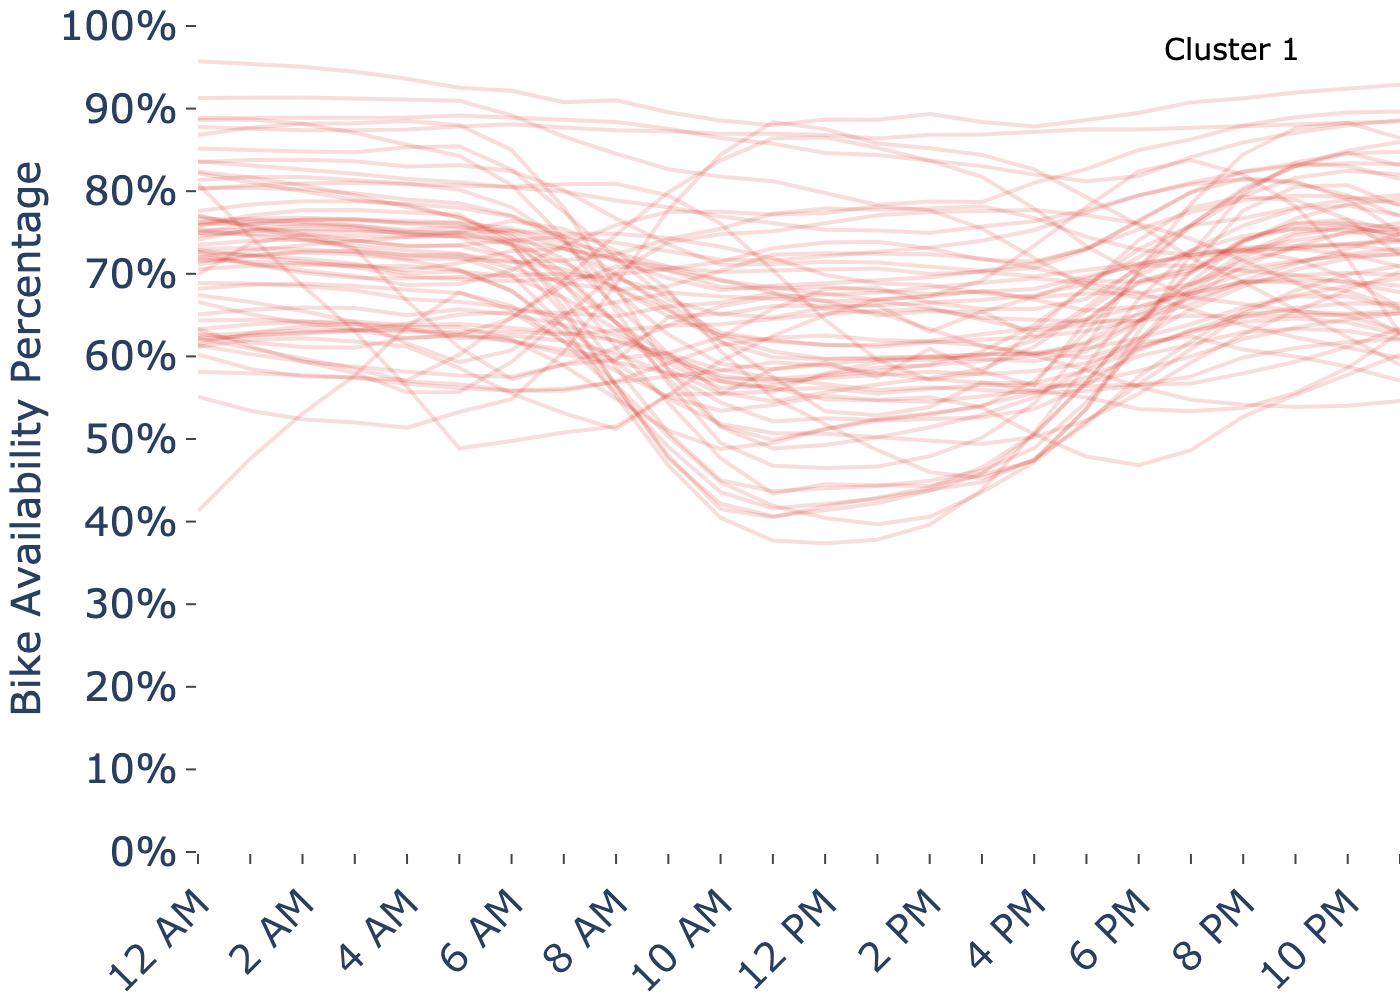 Cluster 1
Bike Availability Percentage
100%
90%
80%
70%
60%
50%
40%
30%
20%
10%
0%
12 AM
2 AM
4 AM
6 AM
8 AM
10 AM
12 PM
2 PM
4 PM
6 PM
8 PM
10 PM